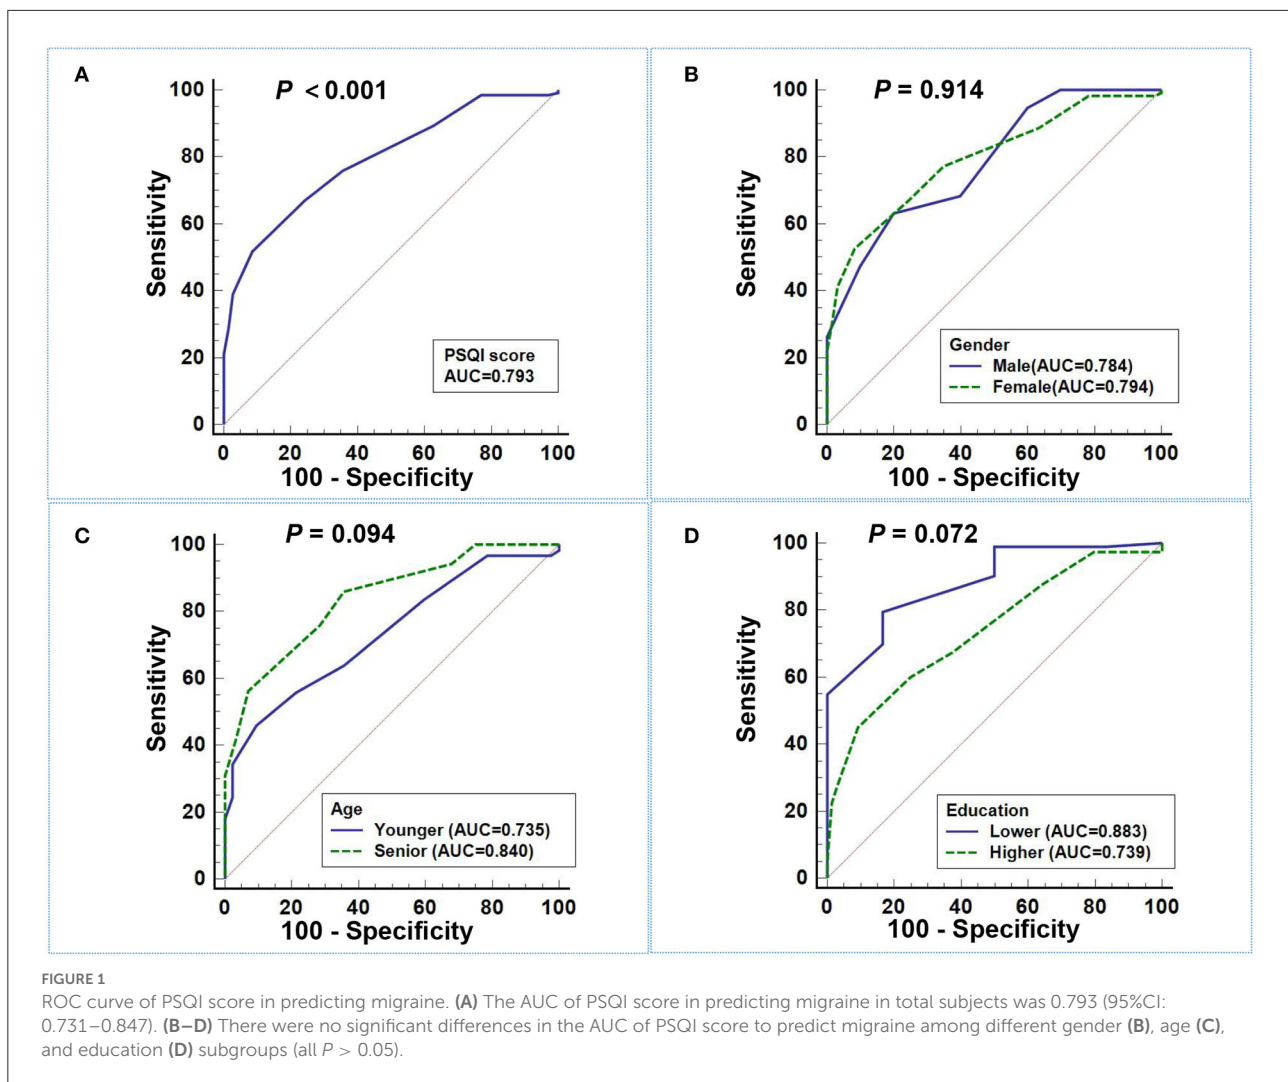 A
P < 0.001
100
80
60
40
20
0
Sensitivity
PSQI score
AUC=0.793
0 20 40 60 80 100
100 - Specificity
B
P = 0.914
100
80
60
40
20
0
Sensitivity
Gender
Male(AUC=0.784)
Female(AUC=0.794)
0 20 40 60 80 100
100 - Specificity
C
P = 0.094
100
80
60
40
20
0
Sensitivity
Age
Younger (AUC=0.735)
Senior (AUC=0.840)
0 20 40 60 80 100
100 - Specificity
D
P = 0.072
100
80
60
40
20
0
Sensitivity
Education
Lower (AUC=0.883)
Higher (AUC=0.739)
0 20 40 60 80 100
100 - Specificity
FIGURE 1
ROC curve of PSQI score in predicting migraine. (A) The AUC of PSQI score in predicting migraine in total subjects was 0.793 (95%CI:
0.731–0.847). (B–D) There were no significant differences in the AUC of PSQI score to predict migraine among different gender (B), age (C),
and education (D) subgroups (all P > 0.05).